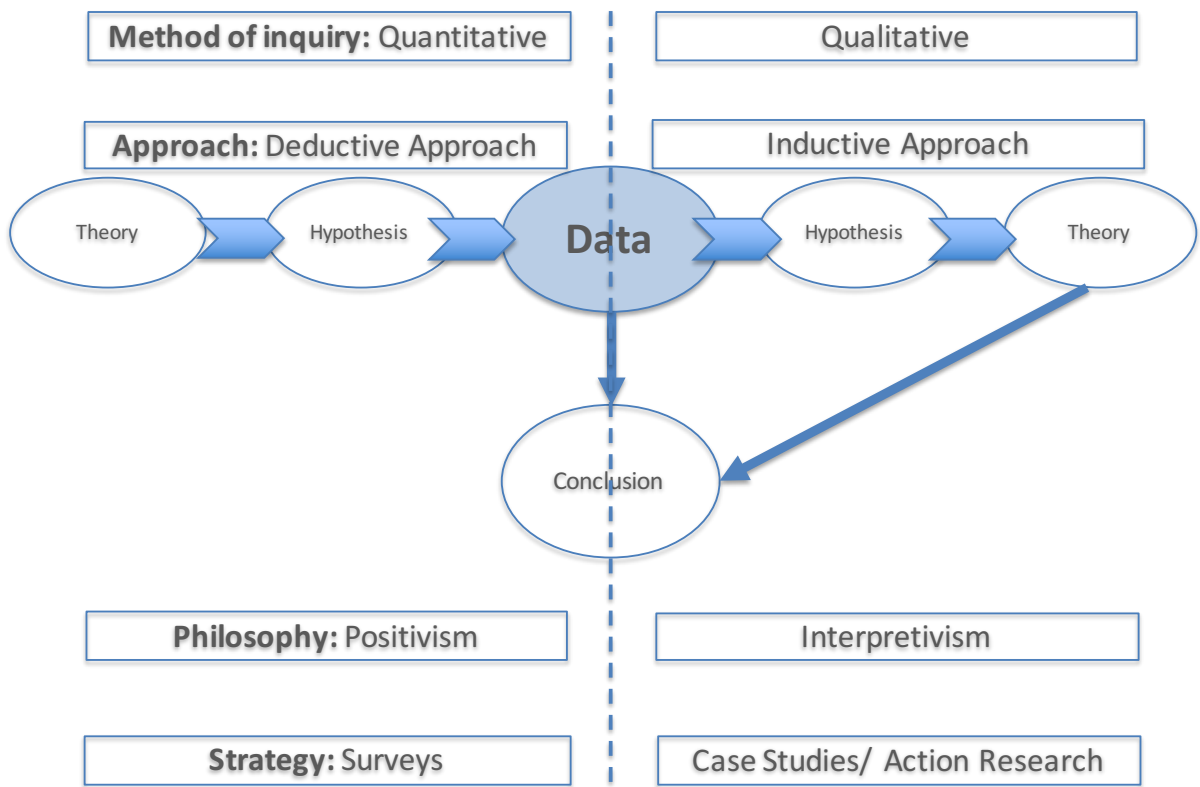 Method of inquiry: Quantitative
Qualitative
Approach: Deductive Approach
Inductive Approach
Theory
Hypothesis
Data
Hypothesis
Theory
Conclusion
Philosophy: Positivism
Interpretivism
Strategy: Surveys
Case Studies/ Action Research